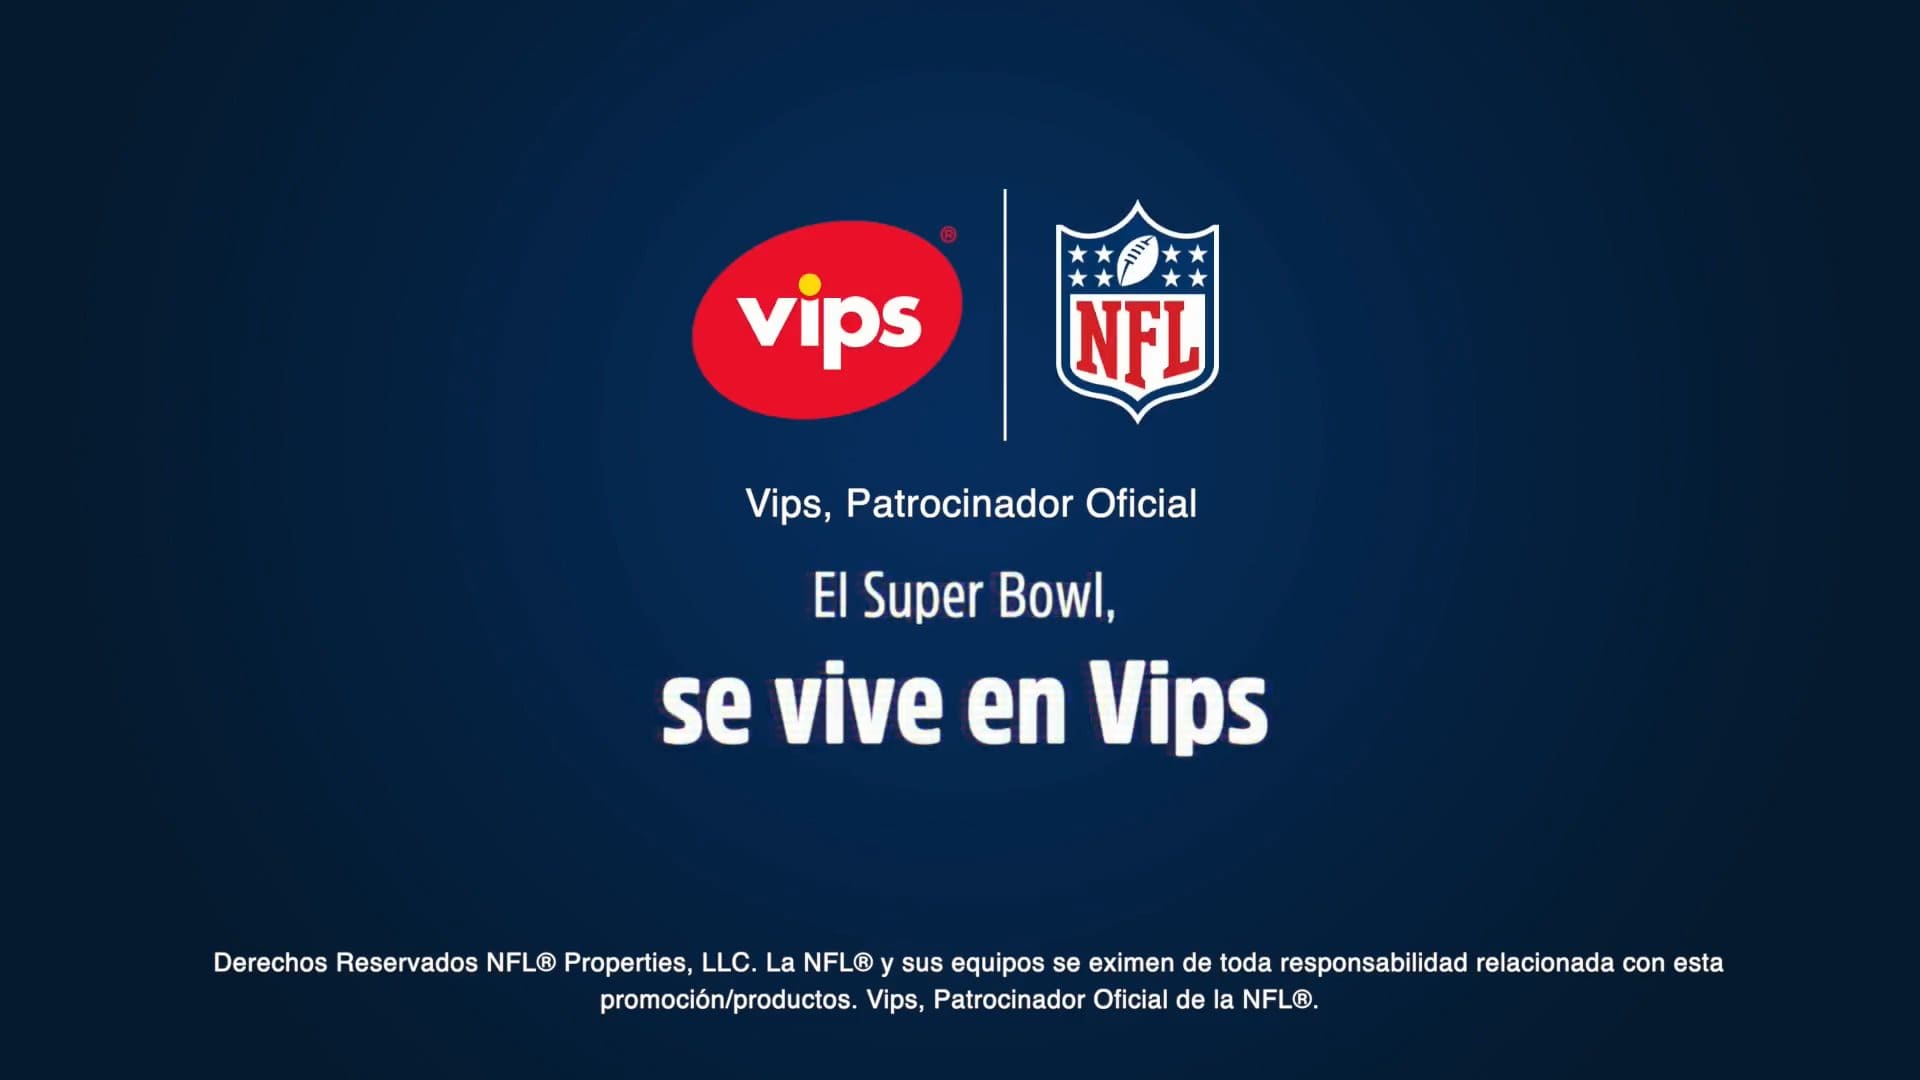 vips®
NFL
Vips, Patrocinador Oficial
El Super Bowl,
se vive en Vips
Derechos Reservados NFL® Properties, LLC. La NFL® y sus equipos se eximen de toda responsabilidad relacionada con esta
promoción/productos. Vips, Patrocinador Oficial de la NFL®.